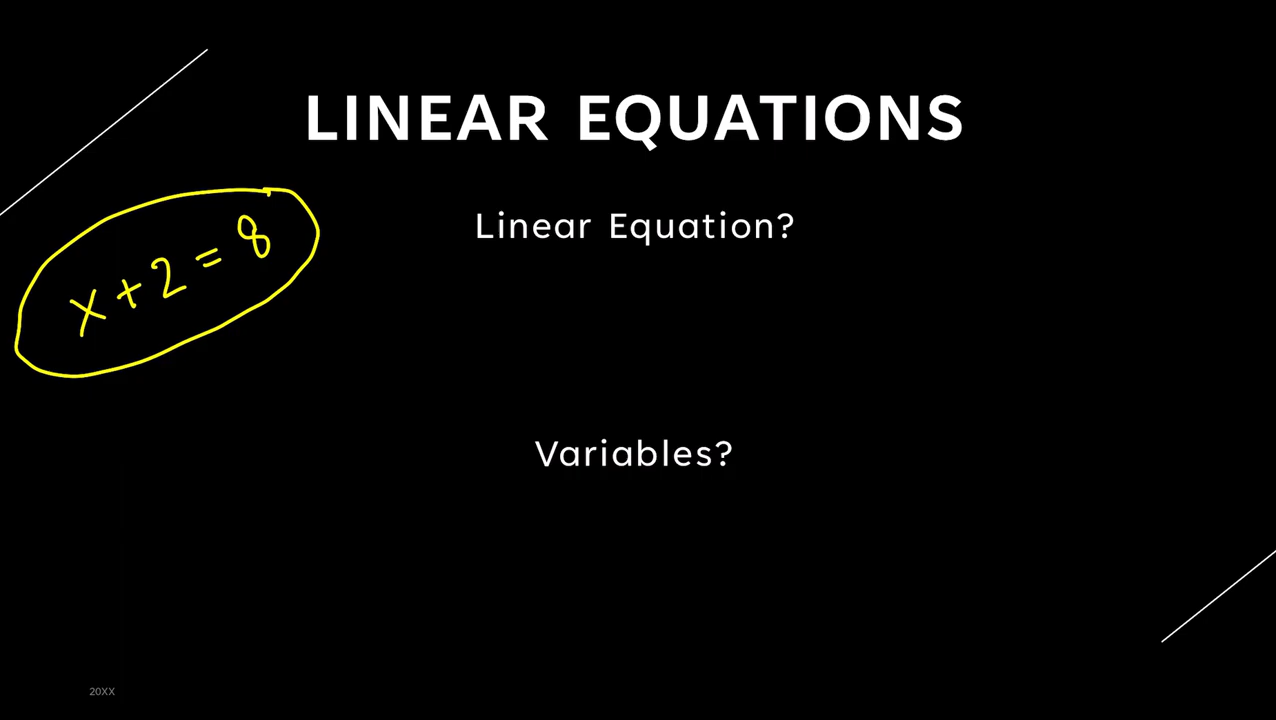 LINEAR EQUATIONS
Linear Equation?
x + 2 = 8
Variables?
20XX